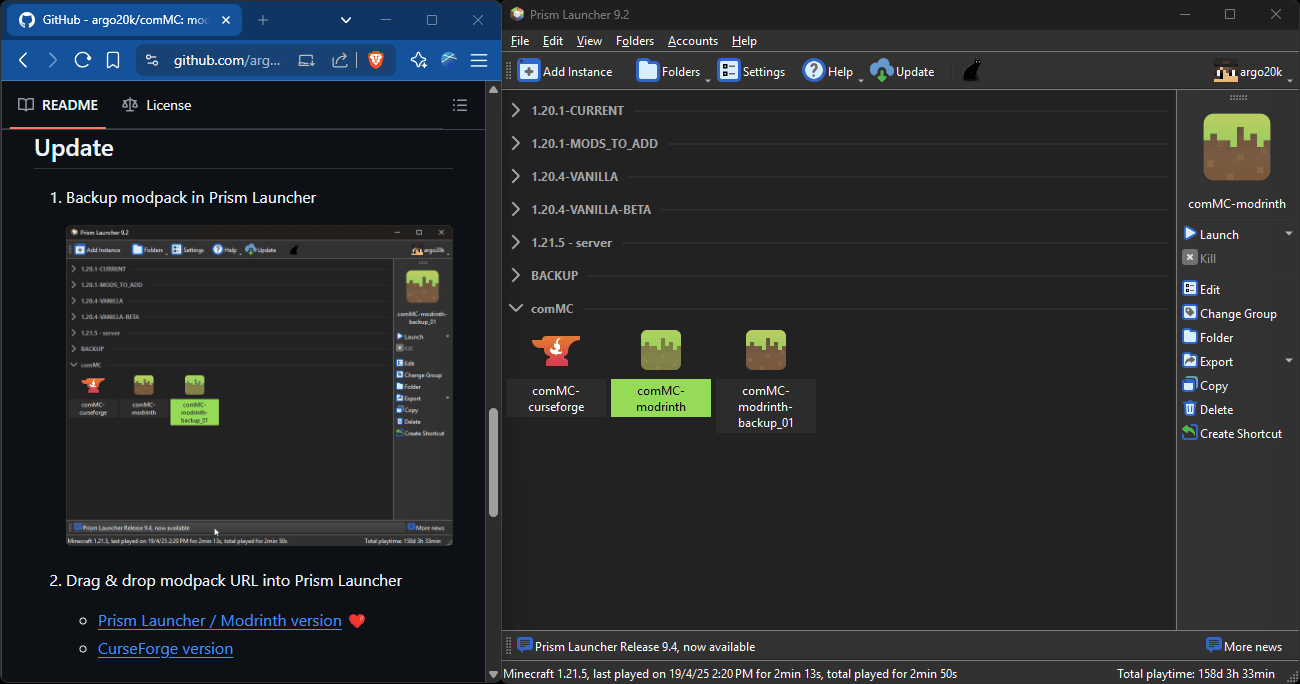 GitHub - argo20k/comMC: mod
github.com/arg...
README
License
Update
1. Backup modpack in Prism Launcher
Prism Launcher 9.2
Add Instance
Folders
Settings
Help
Update
argo20k
1.20.1-CURRENT
1.20.1-MODS_TO_ADD
1.20.4-VANILLA
1.20.4-VANILLA-BETA
1.21.5 - server
BACKUP
comMC
comMC-
curseforge
comMC-
modrinth
comMC-
modrinth-
backup_01
comMC-modrinth-
backup_01
Launch
Kill
Edit
Change Group
Folder
Export
Copy
Delete
Create Shortcut
Prism Launcher Release 9.4, now available
More news
Minecraft 1.21.5, last played on 19/4/25 2:20 PM for 2min 13s, total played for 2min 50s
Total playtime: 158d 3h 33min
2. Drag & drop modpack URL into Prism Launcher
Prism Launcher / Modrinth version
CurseForge version
Prism Launcher 9.2
File Edit View Folders Accounts Help
Add Instance
Folders
Settings
Help
Update
argo20k
1.20.1-CURRENT
1.20.1-MODS_TO_ADD
1.20.4-VANILLA
1.20.4-VANILLA-BETA
1.21.5 - server
BACKUP
comMC
comMC-
curseforge
comMC-
modrinth
comMC-
modrinth-
backup_01
comMC-modrinth
Launch
Kill
Edit
Change Group
Folder
Export
Copy
Delete
Create Shortcut
Prism Launcher Release 9.4, now available
More news
Minecraft 1.21.5, last played on 19/4/25 2:20 PM for 2min 13s, total played for 2min 50s
Total playtime: 158d 3h 33min